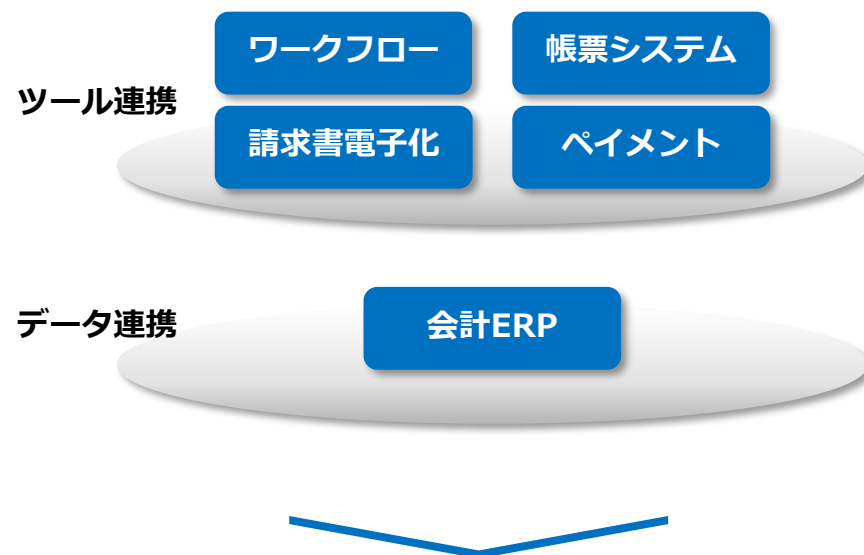 ワークフロー
帳票システム
ツール連携
請求書電子化
ペイメント
データ連携
会計ERP